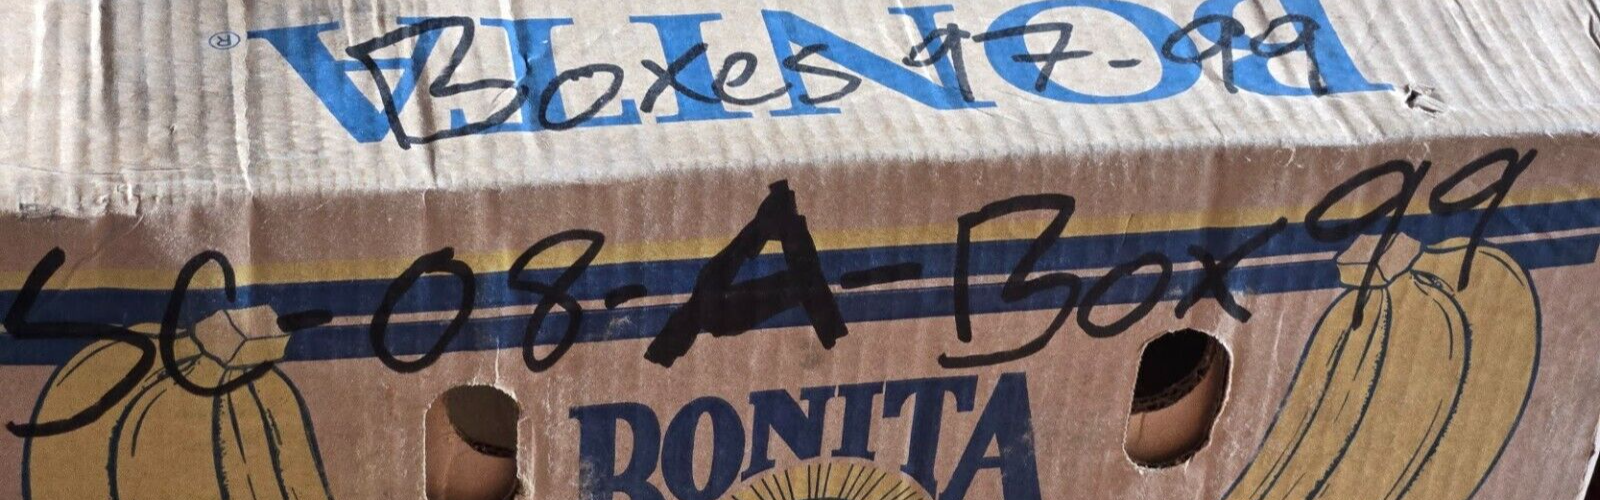 BONITA ®
Boxes 97-99
SC-08-A-Box 99
BONITA